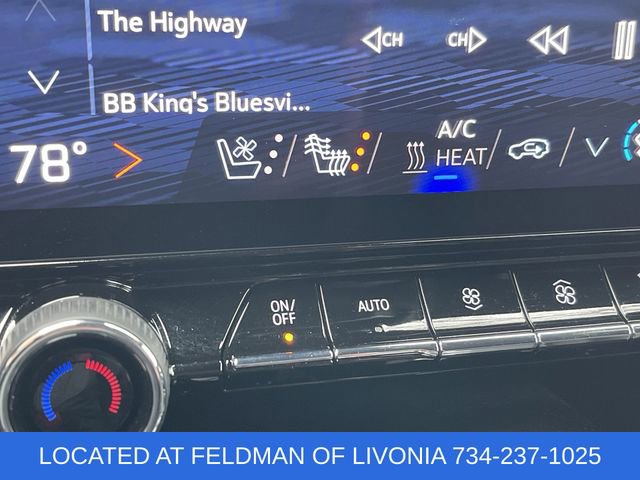 The Highway
CH CH
BB King's Bluesvi...
78°
A/C
HEAT
ON/
OFF
AUTO
LOCATED AT FELDMAN OF LIVONIA 734-237-1025